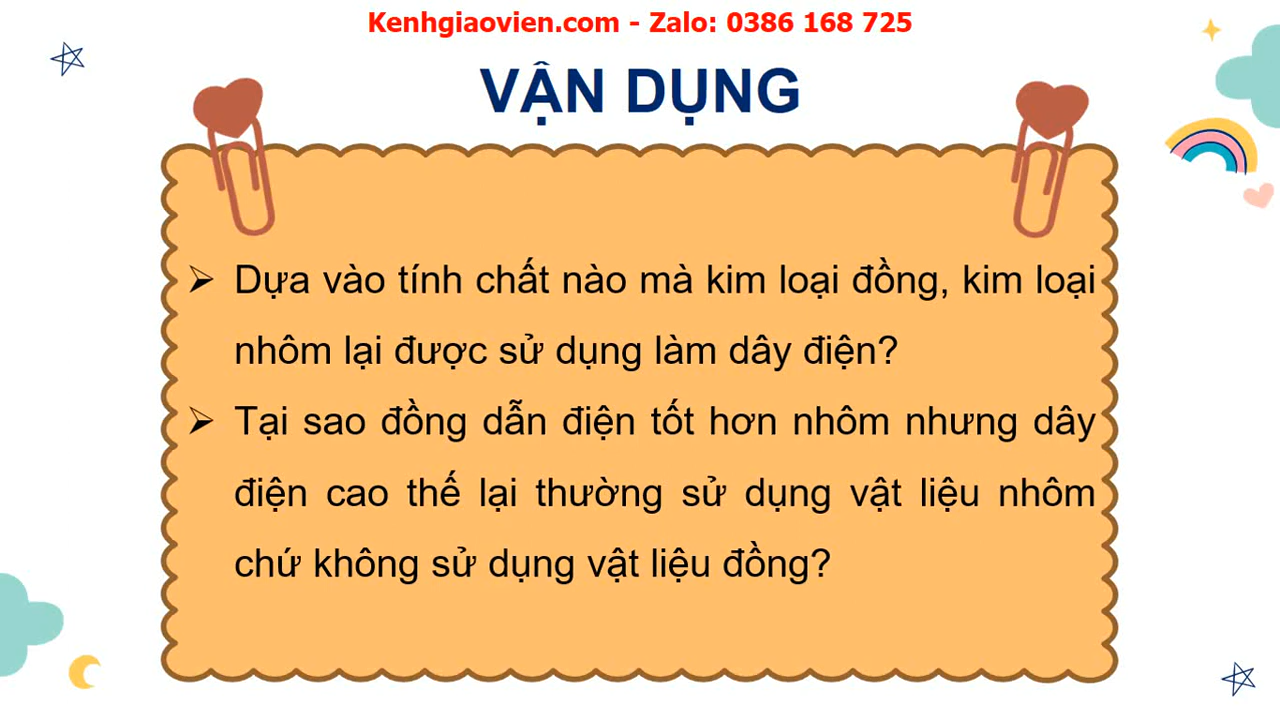 Kenhgiaovien.com - Zalo: 0386 168 725
VẬN DỤNG
➢ Dựa vào tính chất nào mà kim loại đồng, kim loại
nhôm lại được sử dụng làm dây điện?
➢ Tại sao đồng dẫn điện tốt hơn nhôm nhưng dây
điện cao thế lại thường sử dụng vật liệu nhôm
chứ không sử dụng vật liệu đồng?